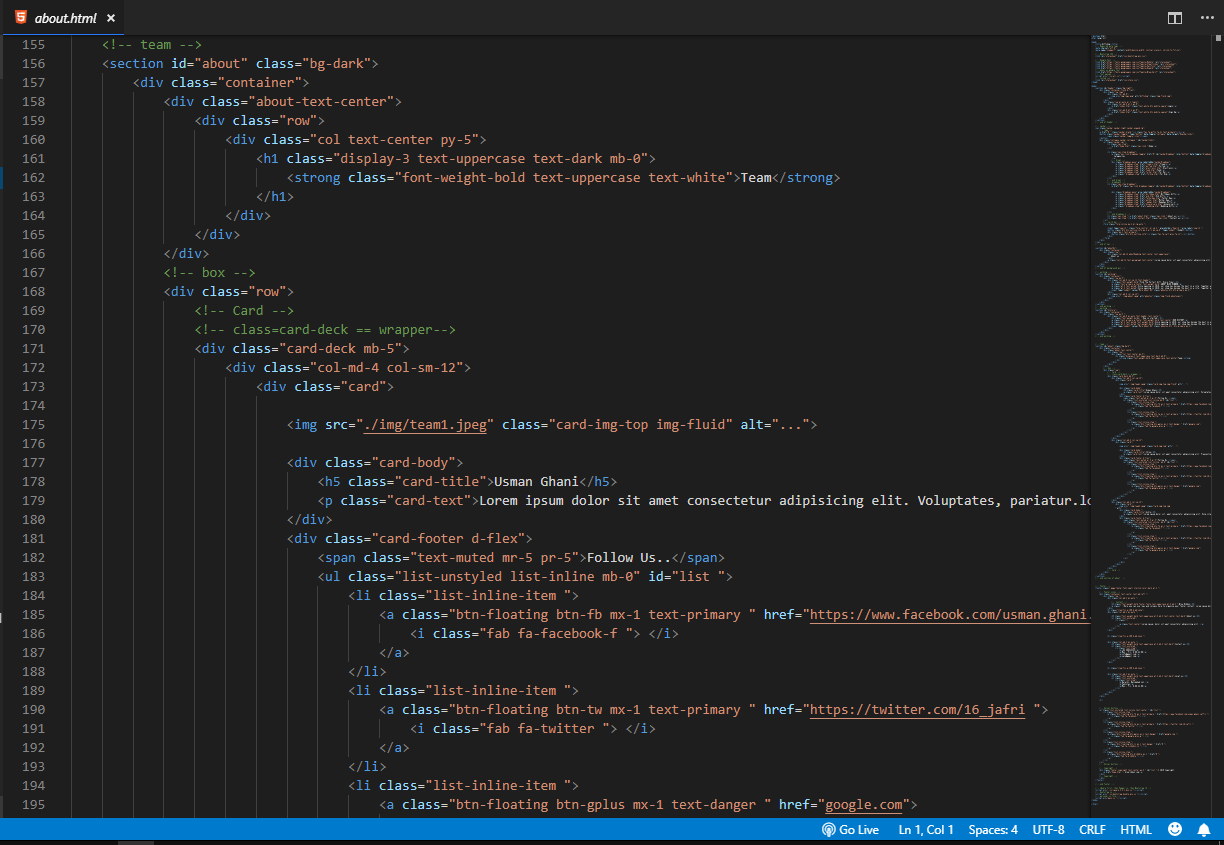 about.html ×
155 <!-- team -->
156 <section id="about" class="bg-dark">
157 <div class="container">
158 <div class="about-text-center">
159 <div class="row">
160 <div class="col text-center py-5">
161 <h1 class="display-3 text-uppercase text-dark mb-0">
162 <strong class="font-weight-bold text-uppercase text-white">Team</strong>
163 </h1>
164 </div>
165 </div>
166 </div>
167 <!-- box -->
168 <div class="row">
169 <!-- Card -->
170 <!-- class=card-deck == wrapper-->
171 <div class="card-deck mb-5">
172 <div class="col-md-4 col-sm-12">
173 <div class="card">
174
175 <img src="./img/team1.jpeg" class="card-img-top img-fluid" alt="...">
176
177 <div class="card-body">
178 <h5 class="card-title">Usman Ghani</h5>
179 <p class="card-text">Lorem ipsum dolor sit amet consectetur adipisicing elit. Voluptates, pariatur.lo
180 </div>
181 <div class="card-footer d-flex">
182 <span class="text-muted mr-5 pr-5">Follow Us..</span>
183 <ul class="list-unstyled list-inline mb-0" id="list ">
184 <li class="list-inline-item ">
185 <a class="btn-floating btn-fb mx-1 text-primary " href="https://www.facebook.com/usman.ghani.
186 <i class="fab fa-facebook-f "> </i>
187 </a>
188 </li>
189 <li class="list-inline-item ">
190 <a class="btn-floating btn-tw mx-1 text-primary " href="https://twitter.com/16_jafri ">
191 <i class="fab fa-twitter "> </i>
192 </a>
193 </li>
194 <li class="list-inline-item ">
195 <a class="btn-floating btn-gplus mx-1 text-danger " href="google.com">
Go Live Ln 1, Col 1 Spaces: 4 UTF-8 CRLF HTML